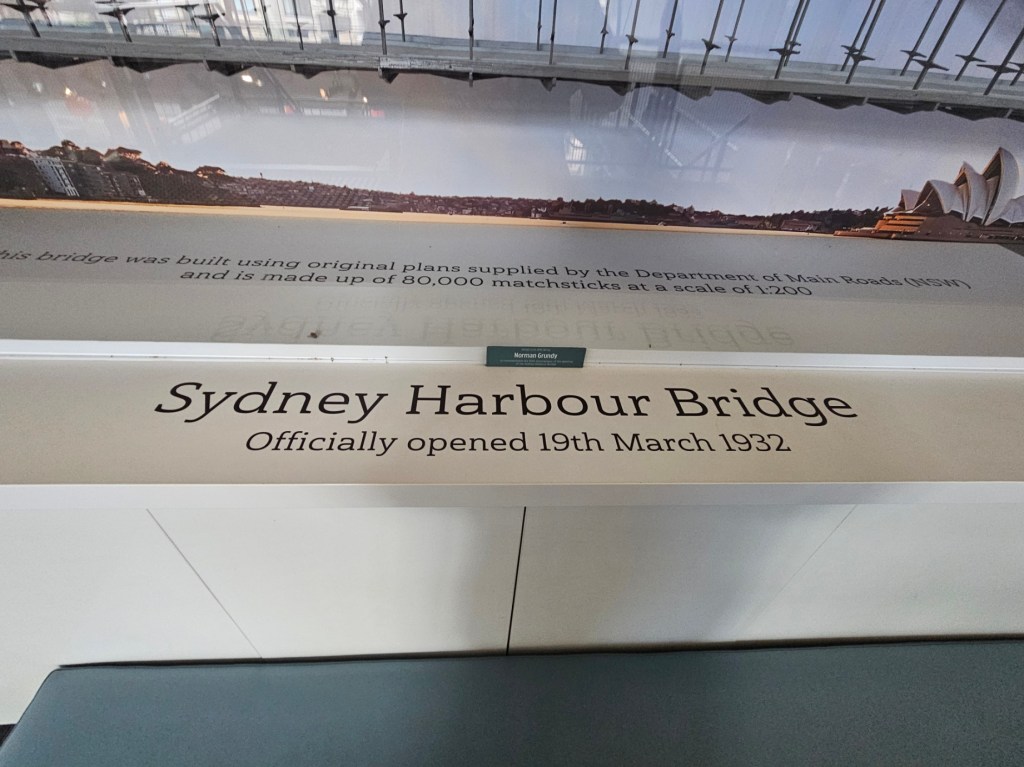 his bridge was built using original plans supplied by the Department of Main Roads (NSW)
and is made up of 80,000 matchsticks at a scale of 1:200
Norman Grundy
Sydney Harbour Bridge
Officially opened 19th March 1932